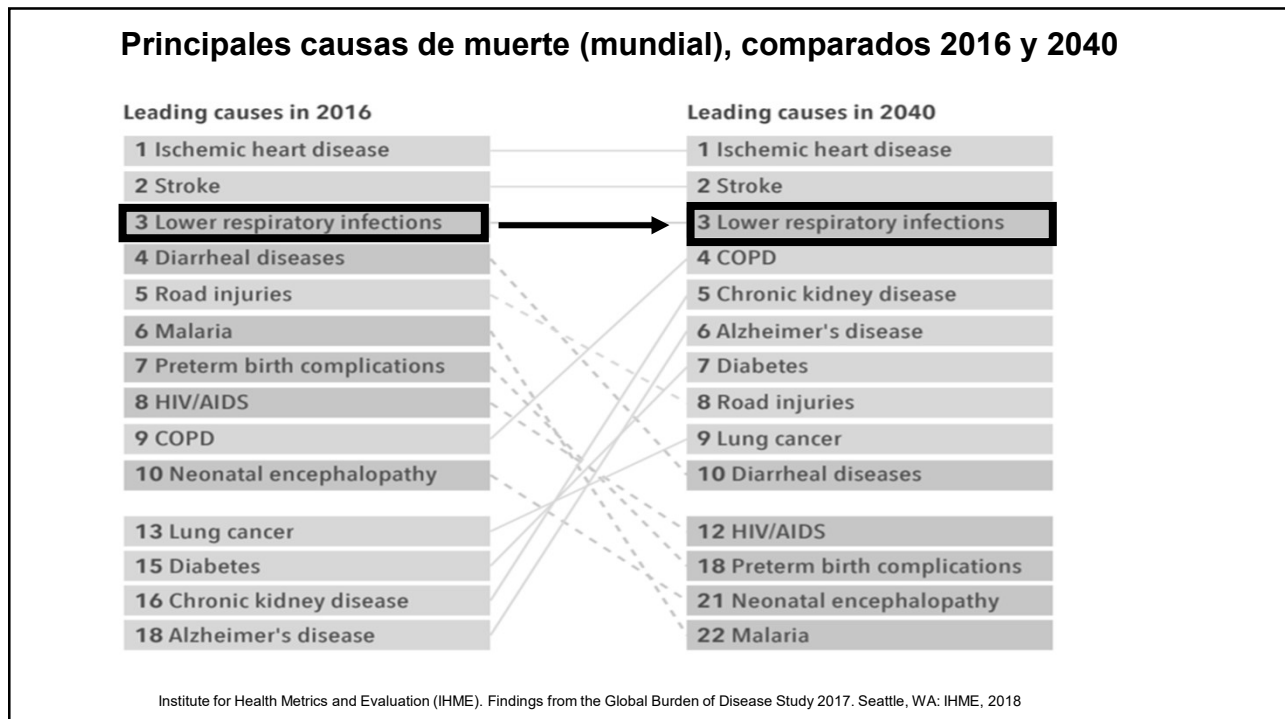 Principales causas de muerte (mundial), comparados 2016 y 2040
Leading causes in 2016
1 Ischemic heart disease
2 Stroke
3 Lower respiratory infections
4 Diarrheal diseases
5 Road injuries
6 Malaria
7 Preterm birth complications
8 HIV/AIDS
9 COPD
10 Neonatal encephalopathy
13 Lung cancer
15 Diabetes
16 Chronic kidney disease
18 Alzheimer's disease
Leading causes in 2040
1 Ischemic heart disease
2 Stroke
3 Lower respiratory infections
4 COPD
5 Chronic kidney disease
6 Alzheimer's disease
7 Diabetes
8 Road injuries
9 Lung cancer
10 Diarrheal diseases
12 HIV/AIDS
18 Preterm birth complications
21 Neonatal encephalopathy
22 Malaria
Institute for Health Metrics and Evaluation (IHME). Findings from the Global Burden of Disease Study 2017. Seattle, WA: IHME, 2018